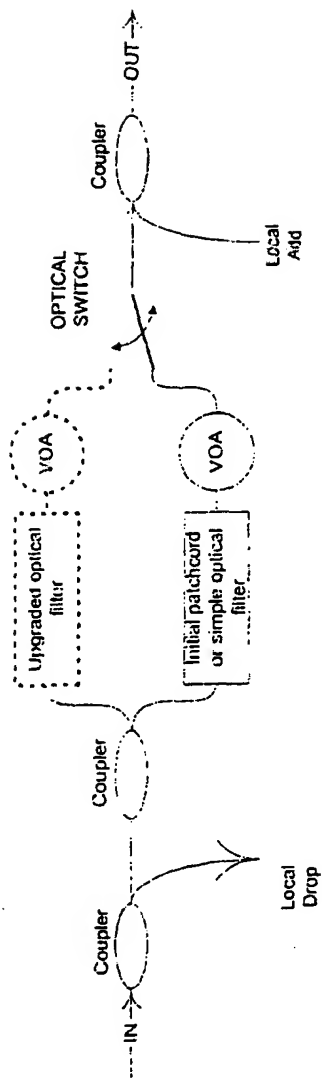 IN
Coupler
Local
Drop
Coupler
Upgraded optical
filter
VOA
Initial patchcord
or simple optical
filter
VOA
OPTICAL
SWITCH
Local
Add
Coupler
OUT